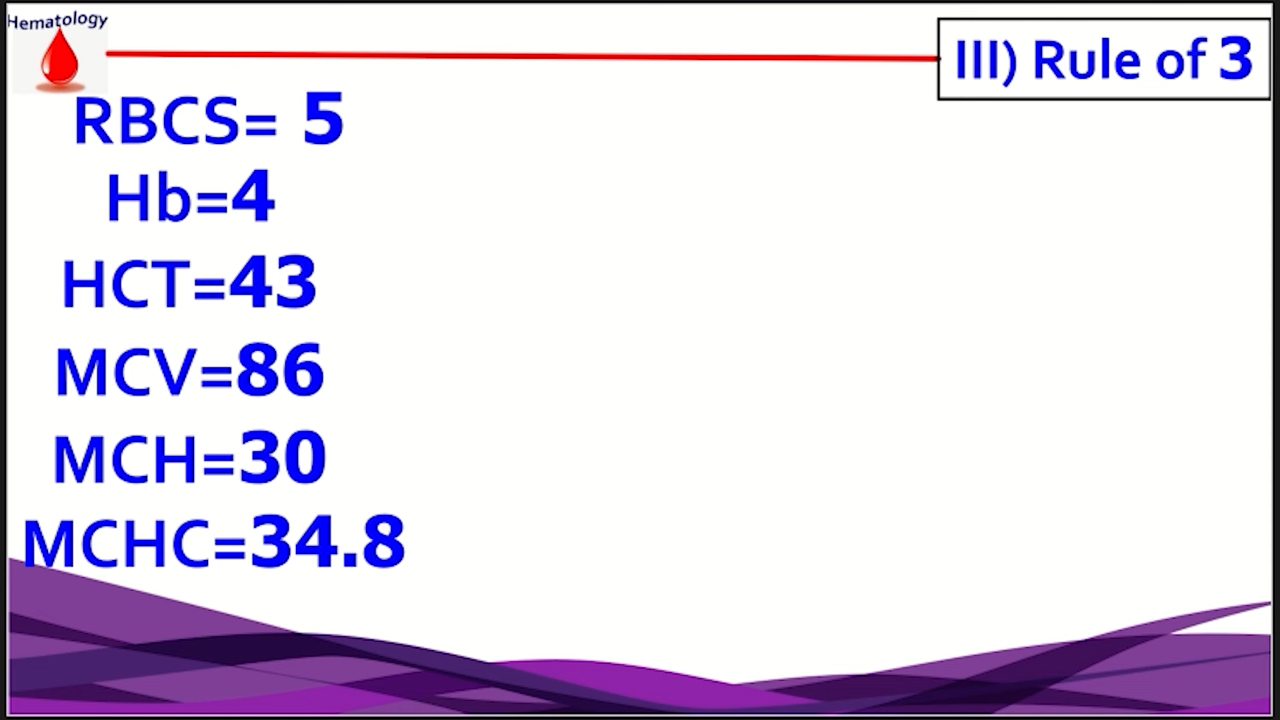 Hematology
III) Rule of 3
RBCS= 5
Hb=4
HCT=43
MCV=86
MCH=30
MCHC=34.8